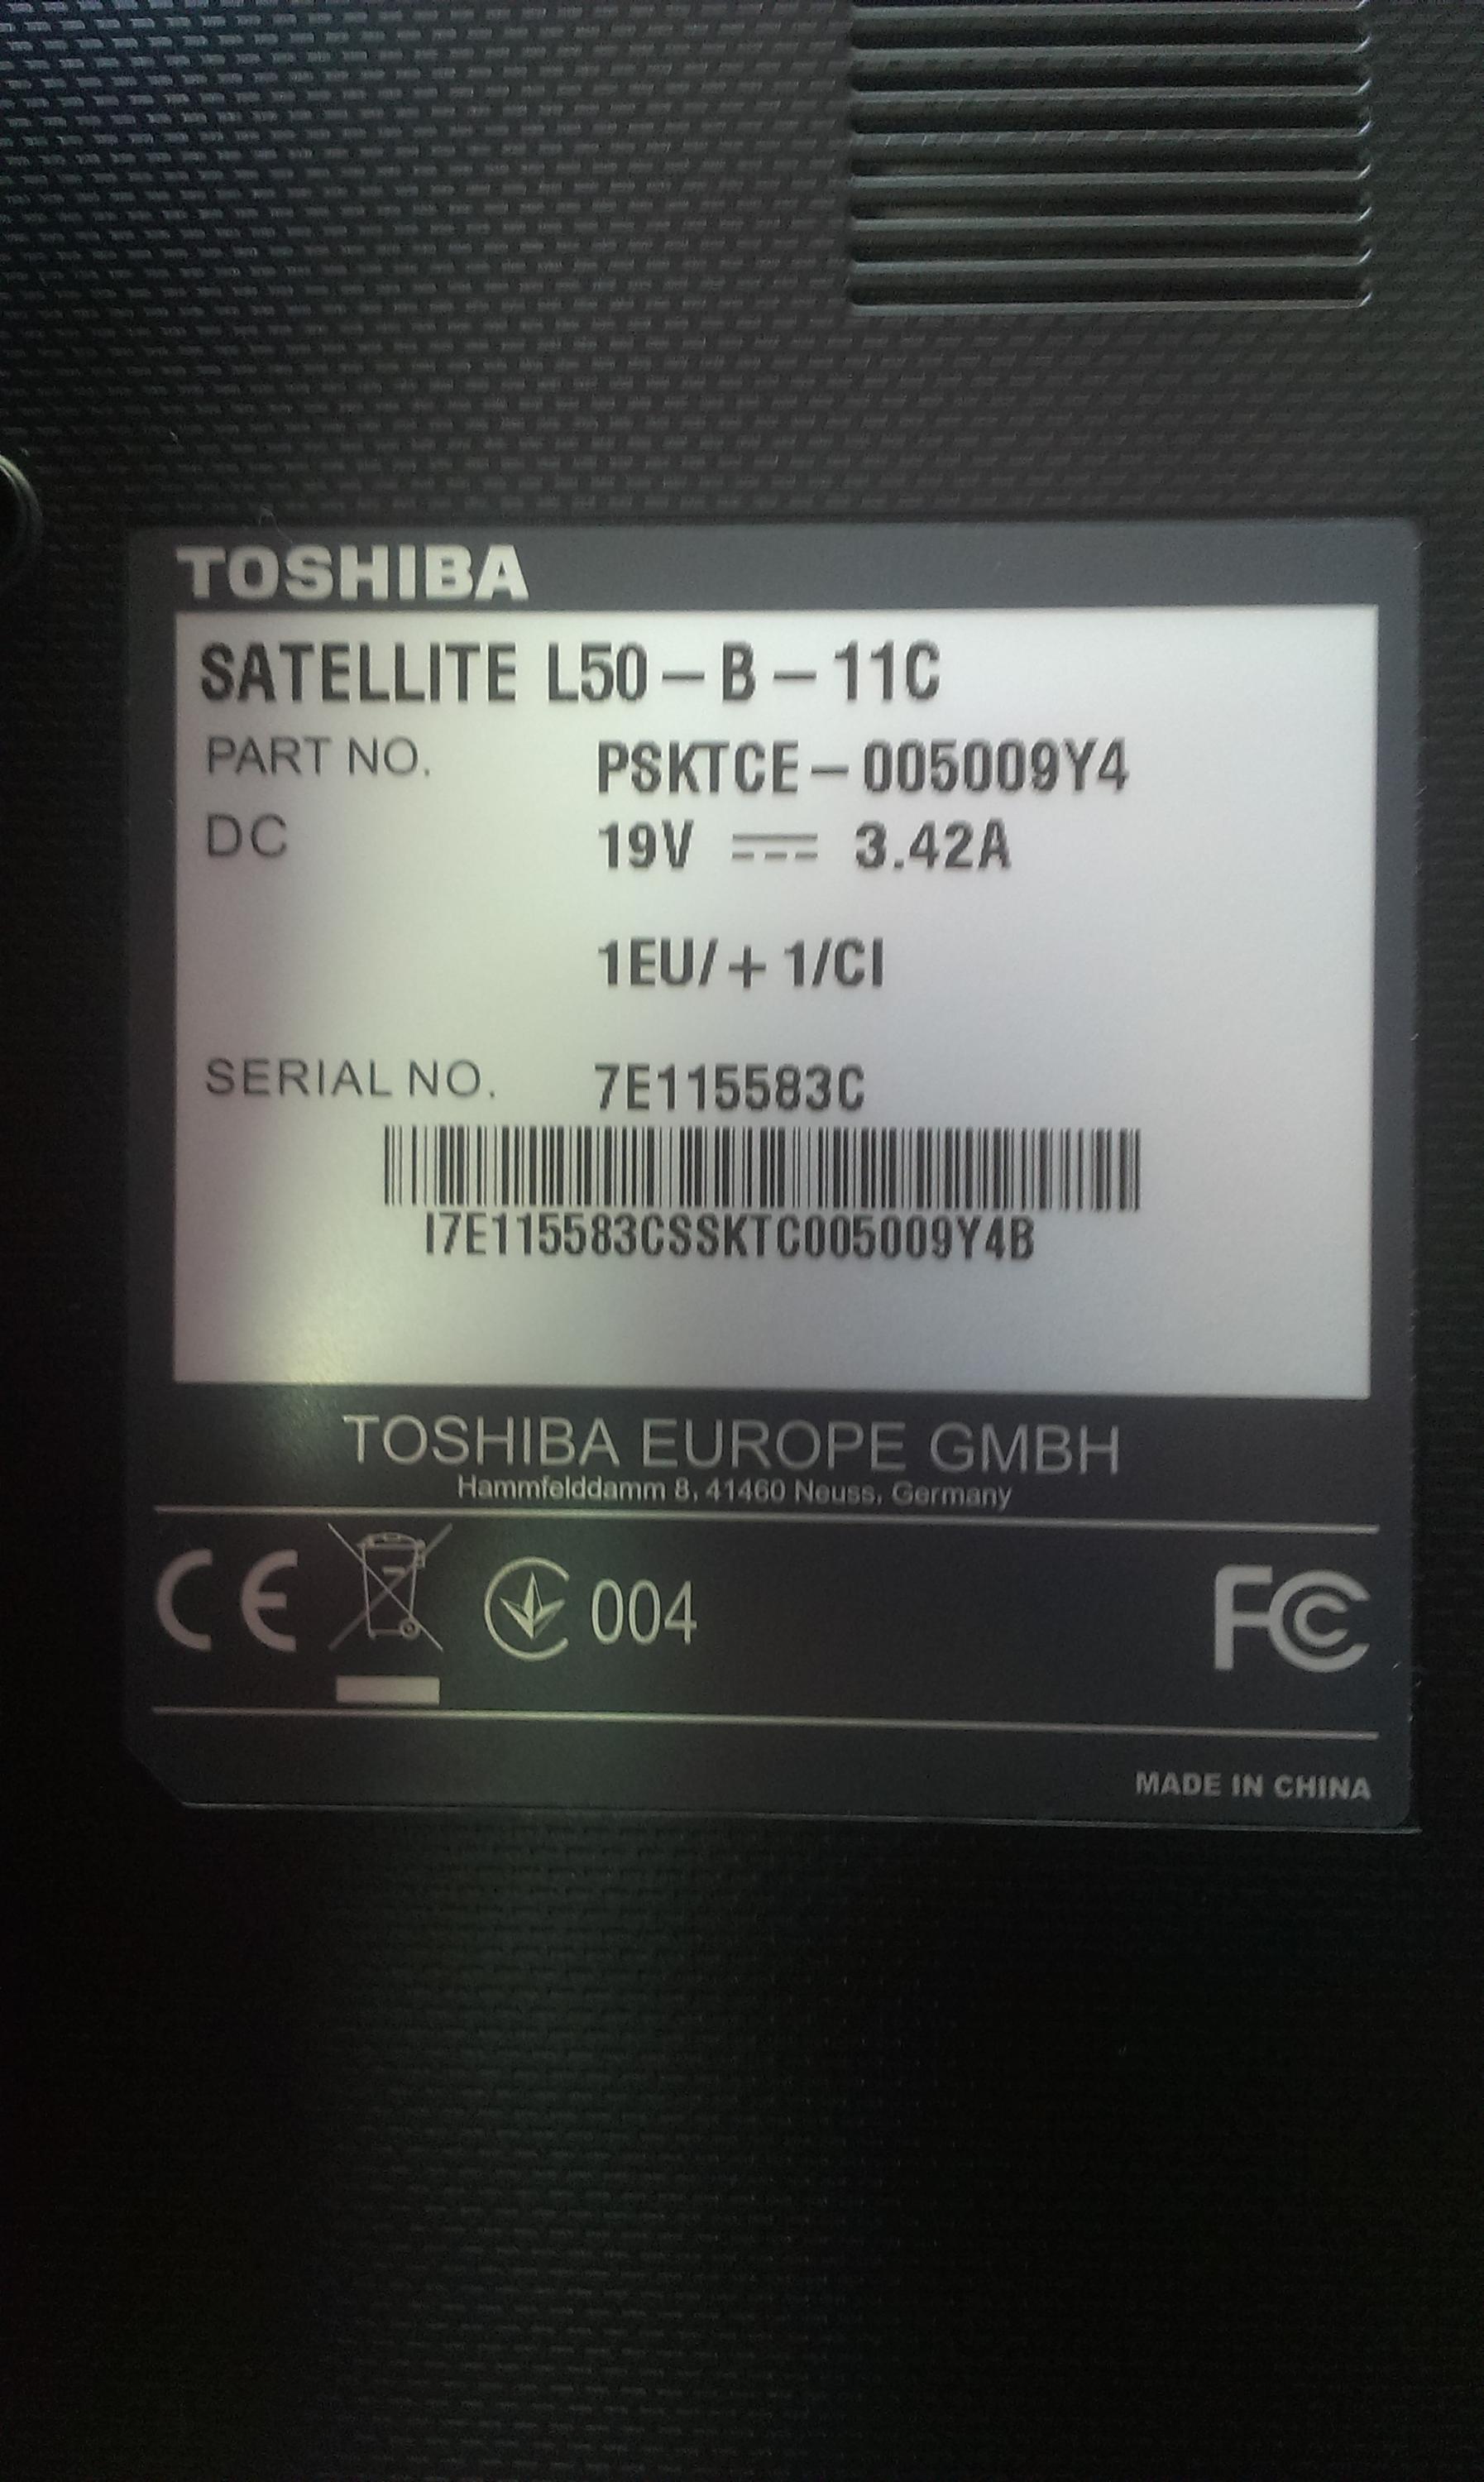 TOSHIBA
SATELLITE L50-B-11C
PART NO. PSKTCE-005009Y4
DC 19V ⎓ 3.42A
1EU/+1/CI
SERIAL NO. 7E115583C
I7E115583CSSKTC005009Y4B
TOSHIBA EUROPE GMBH
Hammfelddamm 8, 41460 Neuss, Germany
CE 7 004 FC
MADE IN CHINA